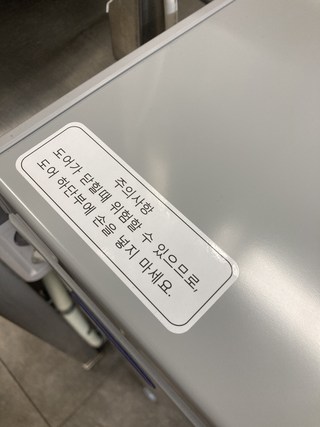 주의사항
도어가 닫힐때 위험할 수 있으므로,
도어 하단부에 손을 넣지 마세요.